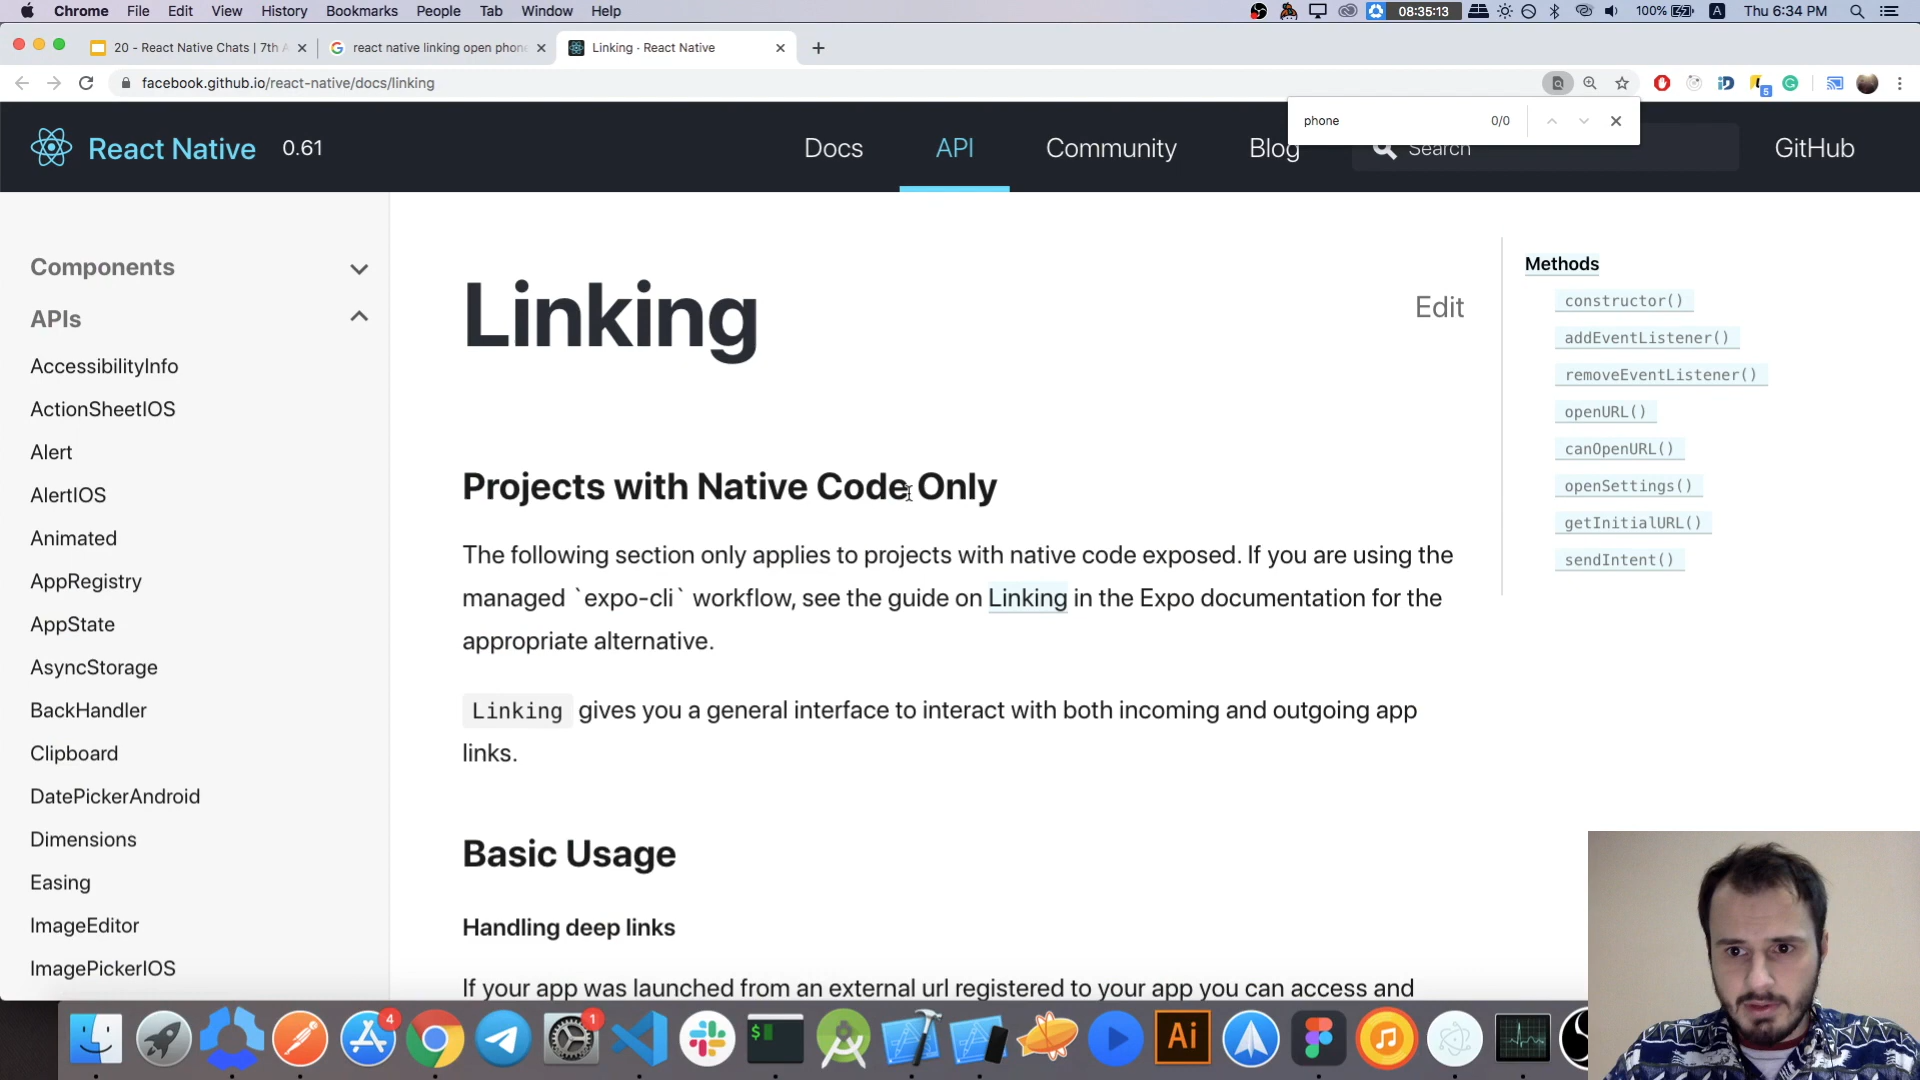 Chrome File Edit View History Bookmarks People Tab Window Help
08:35:13
100%
A
Thu 6:34 PM
20 - React Native Chats | 7th A
react native linking open phone
Linking · React Native
facebook.github.io/react-native/docs/linking
5
phone
0/0
React Native
0.61
Docs
API
Community
Blog
Search
GitHub
Components
APIs
AccessibilityInfo
ActionSheetIOS
Alert
AlertIOS
Animated
AppRegistry
AppState
AsyncStorage
BackHandler
Clipboard
DatePickerAndroid
Dimensions
Easing
ImageEditor
ImagePickerIOS
Linking
Edit
Projects with Native Code Only
The following section only applies to projects with native code exposed. If you are using the
managed `expo-cli` workflow, see the guide on Linking in the Expo documentation for the
appropriate alternative.
Linking gives you a general interface to interact with both incoming and outgoing app
links.
Basic Usage
Handling deep links
If your app was launched from an external url registered to your app you can access and
Methods
constructor()
addEventListener()
removeEventListener()
openURL()
canOpenURL()
openSettings()
getInitialURL()
sendIntent()
4
1
$
Ai